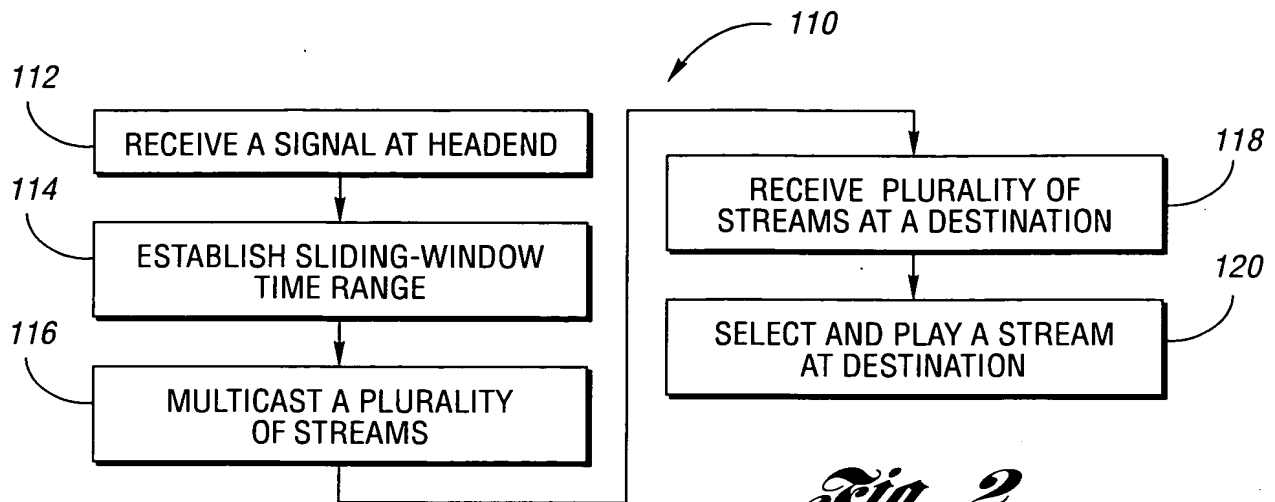 110
112
RECEIVE A SIGNAL AT HEADEND
114
ESTABLISH SLIDING-WINDOW
TIME RANGE
116
MULTICAST A PLURALITY
OF STREAMS
118
RECEIVE PLURALITY OF
STREAMS AT A DESTINATION
120
SELECT AND PLAY A STREAM
AT DESTINATION
Fig. 2